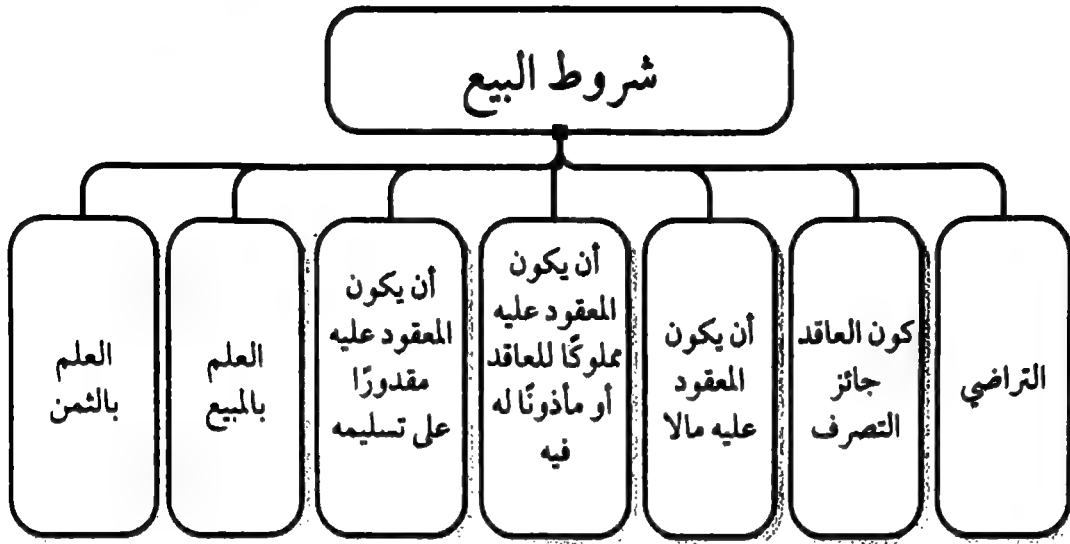 شروط البيع
التراضي
كون العاقد
جائز
التصرف
أن يكون
المعقود
عليه مالا
أن يكون
المعقود عليه
مملوكًا للعاقد
أو مأذونًا له
فيه
أن يكون
المعقود عليه
مقدورًا
على تسليمه
العلم
بالمبيع
العلم
بالثمن